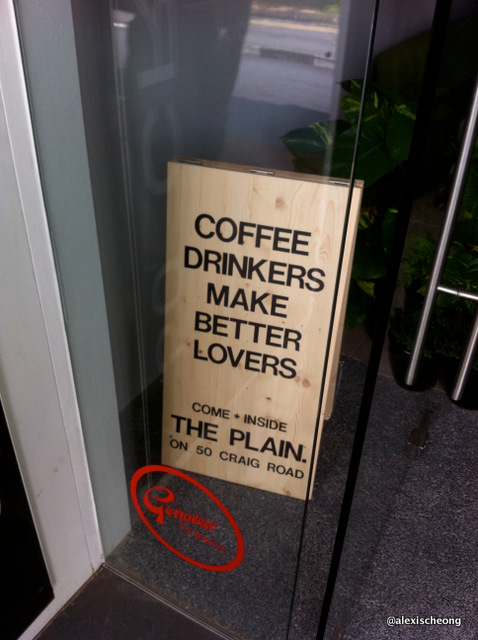 COFFEE
DRINKERS
MAKE
BETTER
LOVERS
COME * INSIDE
THE PLAIN.
ON 50 CRAIG ROAD
@alexischeong